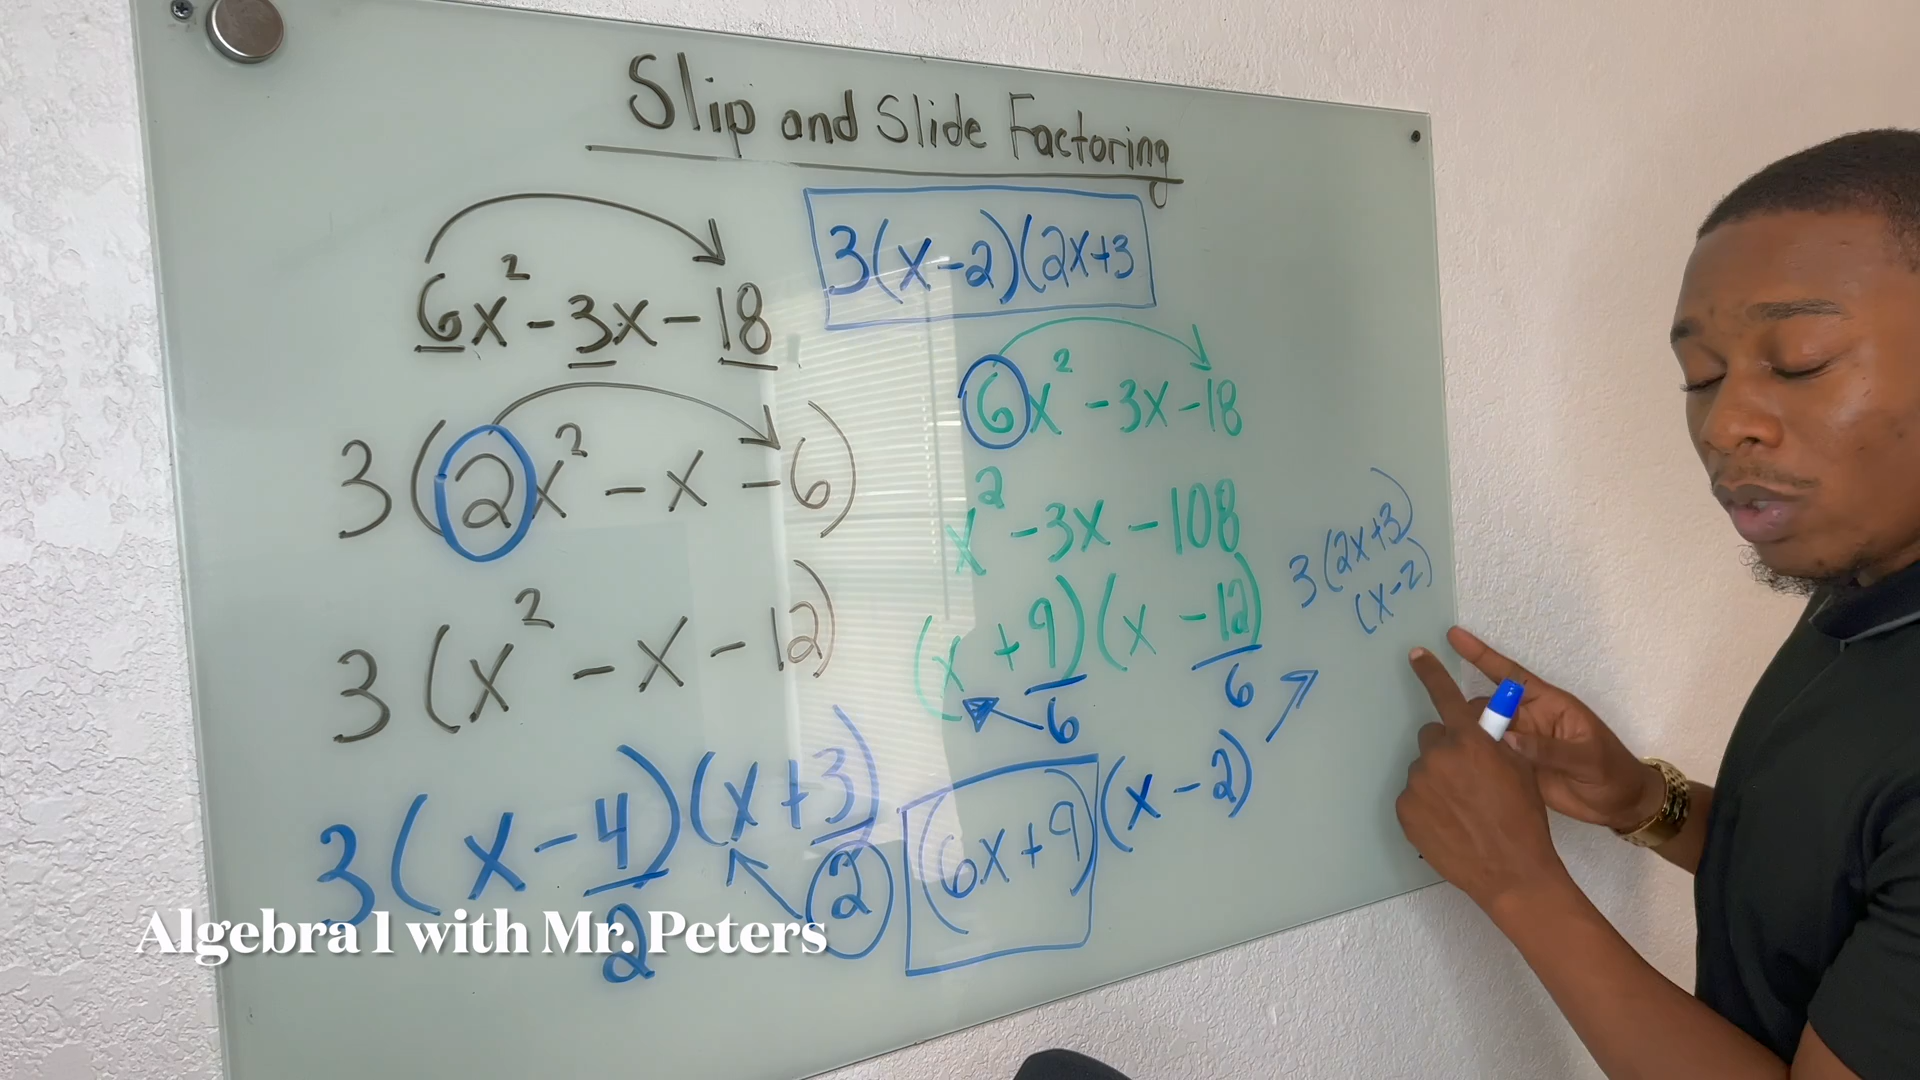 Slip and Slide Factoring
6x² - 3x - 18
3(2x² - x - 6)
3(x² - x - 12)
3(x - 4/2)(x + 3/2)
3(x-2)(2x+3
6x² - 3x - 18
x² - 3x - 108
(x + 9/6)(x - 12/6)
(6x + 9)(x - 2)
3(2x+3)
(x-2)
Algebra 1 with Mr. Peters